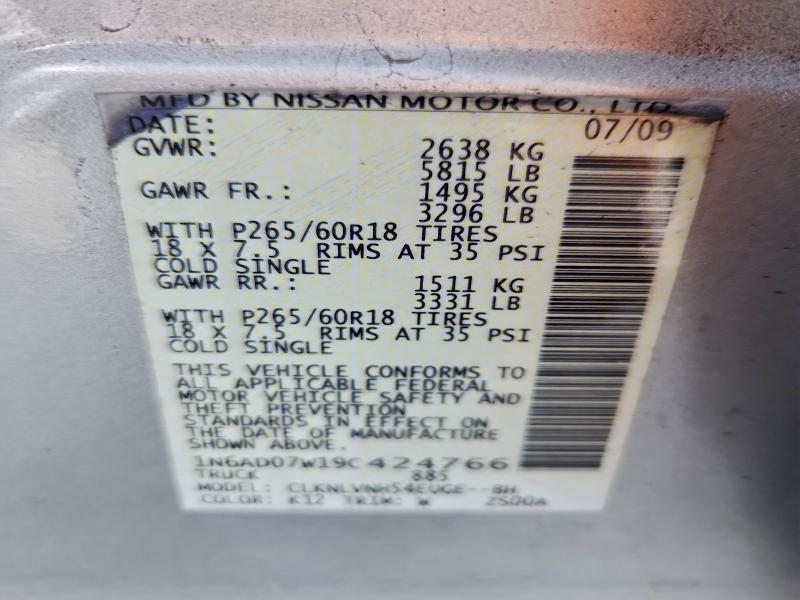 MFD BY NISSAN MOTOR CO., LTD.
DATE: 07/09
GVWR: 2638 KG
5815 LB
GAWR FR.: 1495 KG
3296 LB
WITH P265/60R18 TIRES
18 X 7.5 RIMS AT 35 PSI
COLD SINGLE
GAWR RR.: 1511 KG
3331 LB
WITH P265/60R18 TIRES
18 X 7.5 RIMS AT 35 PSI
COLD SINGLE
THIS VEHICLE CONFORMS TO
ALL APPLICABLE FEDERAL
MOTOR VEHICLE SAFETY AND
THEFT PREVENTION
STANDARDS IN EFFECT ON
THE DATE OF MANUFACTURE
SHOWN ABOVE.
1N6AD07W19C424766
TRUCK 885
MODEL:
COLOR: K12 TRIM: